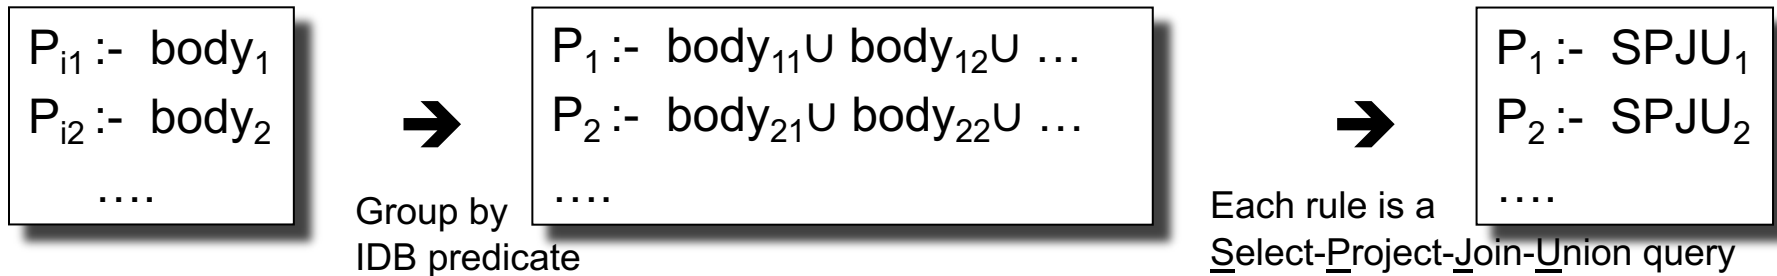 P_i1 :- body_1
P_i2 :- body_2
....
➔
Group by
IDB predicate
P_1 :- body_11∪ body_12∪ …
P_2 :- body_21∪ body_22∪ …
....
➔
Each rule is a
Select-Project-Join-Union query
P_1 :- SPJU_1
P_2 :- SPJU_2
....